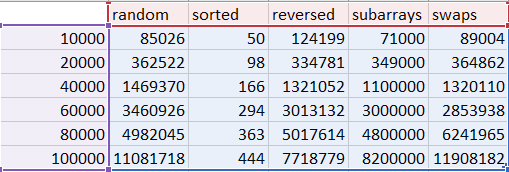 random sorted reversed subarrays swaps
10000 85026 50 124199 71000 89004
20000 362522 98 334781 349000 364862
40000 1469370 166 1321052 1100000 1320110
60000 3460926 294 3013132 3000000 2853938
80000 4982045 363 5017614 4800000 6241965
100000 11081718 444 7718779 8200000 11908182